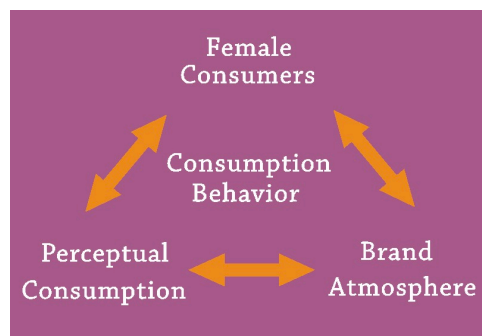 Female
Consumers
Consumption
Behavior
Perceptual
Consumption
Brand
Atmosphere